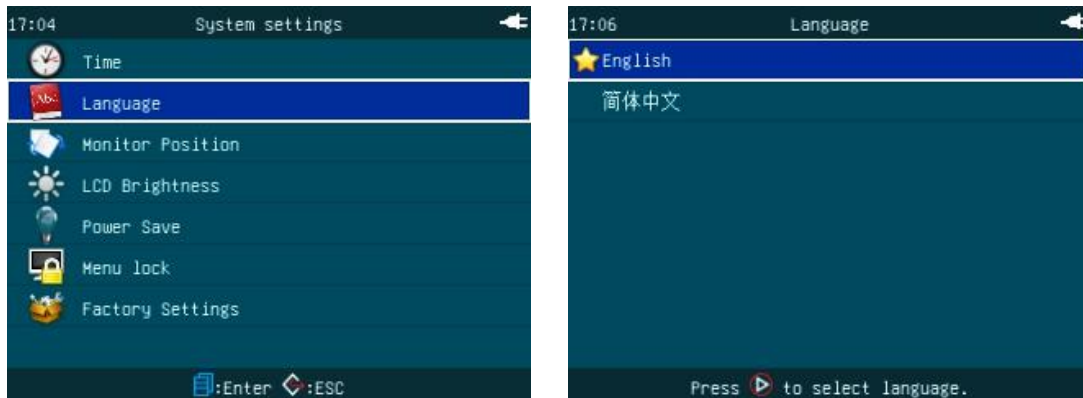 17:04 System settings
Time
Abc
Language
Monitor Position
LCD Brightness
Power Save
Menu lock
Factory Settings
:Enter :ESC
17:06 Language
English
简体中文
Press to select language.